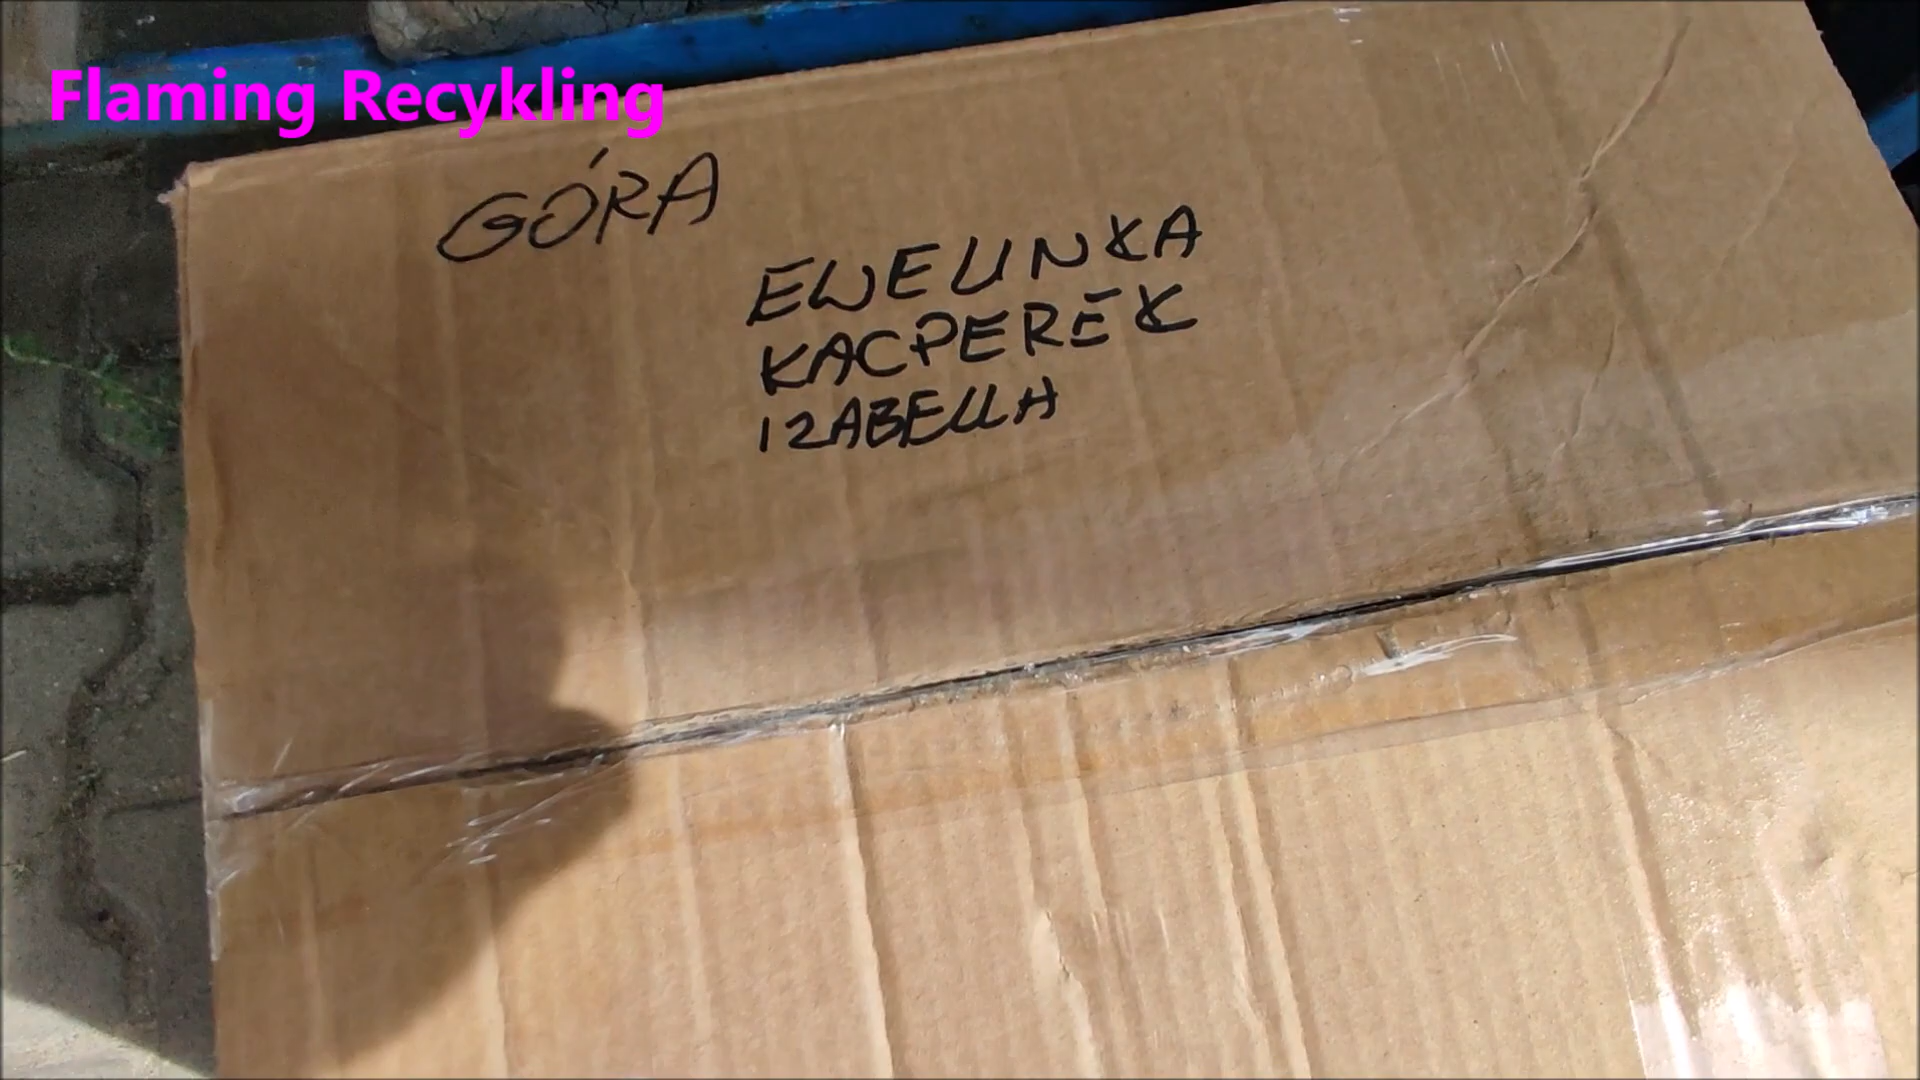 Flaming Recykling
GÓRA
EWELINKA
KACPEREK
IZABELLA